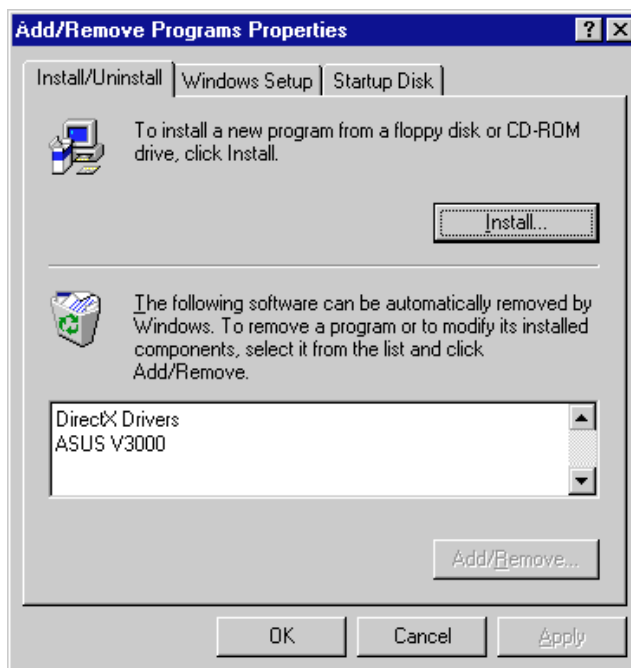 Add/Remove Programs Properties
Install/Uninstall
Windows Setup
Startup Disk
To install a new program from a floppy disk or CD-ROM
drive, click Install.
Install...
The following software can be automatically removed by
Windows. To remove a program or to modify its installed
components, select it from the list and click
Add/Remove.
DirectX Drivers
ASUS V3000
Add/Remove...
OK
Cancel
Apply